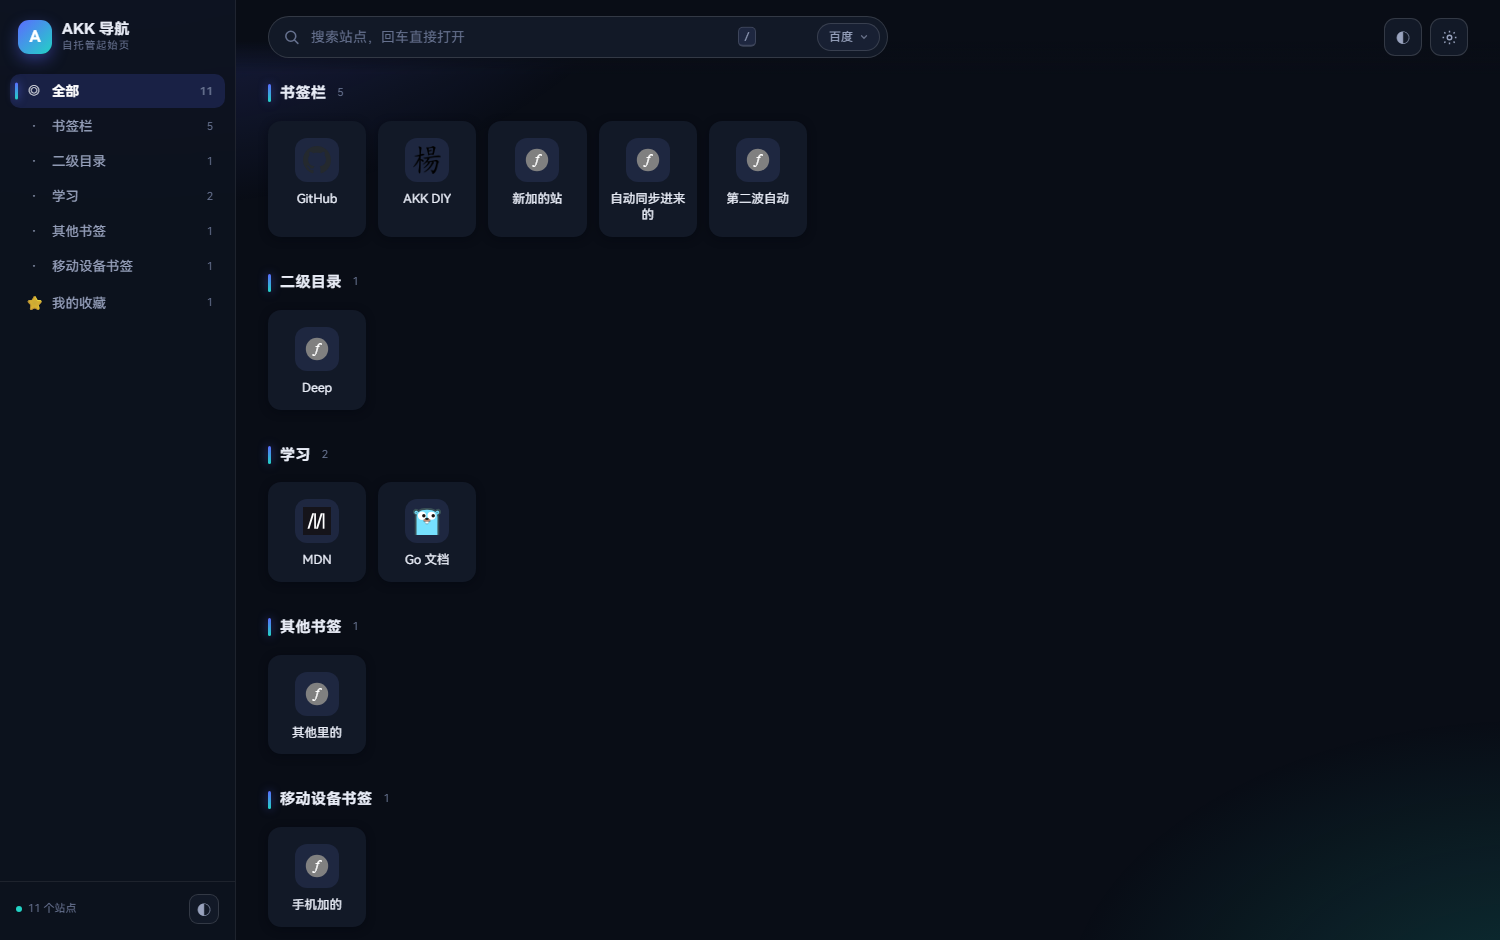 A
AKK 导航
自托管起始页
搜索站点，回车直接打开
/
百度
全部 11
书签栏 5
二级目录 1
学习 2
其他书签 1
移动设备书签 1
我的收藏 1
11 个站点
书签栏 5
GitHub
楊
AKK DIY
f
新加的站
f
自动同步进来
的
f
第二波自动
二级目录 1
f
Deep
学习 2
M
MDN
Go 文档
其他书签 1
f
其他里的
移动设备书签 1
f
手机加的